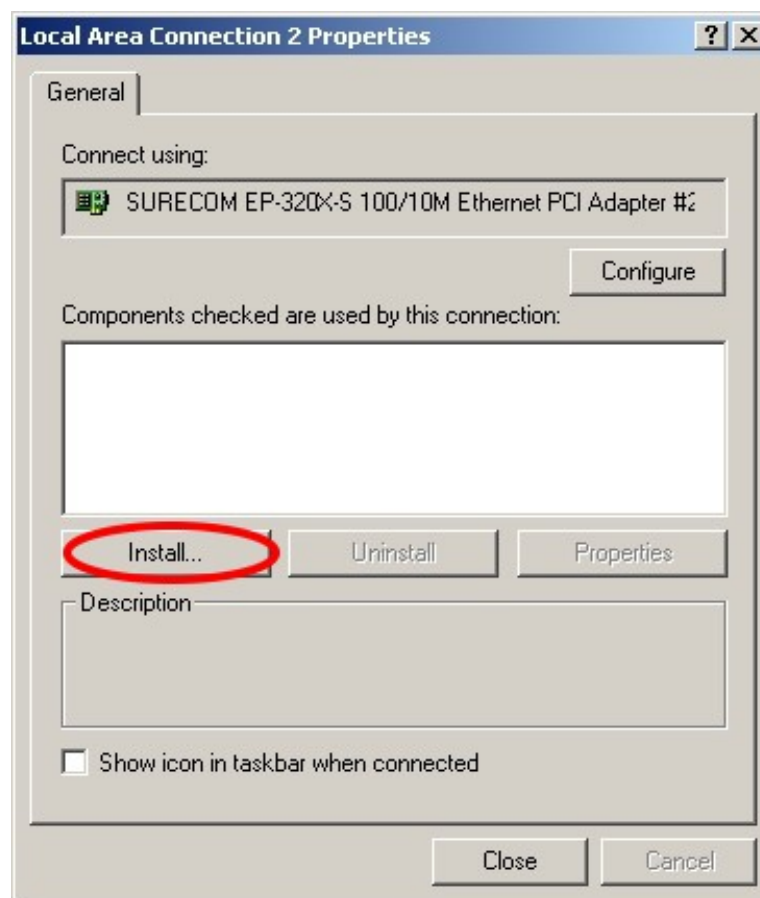 Local Area Connection 2 Properties
General
Connect using:
SURECOM EP-320X-S 100/10M Ethernet PCI Adapter #2
Configure
Components checked are used by this connection:
Install... Uninstall Properties
Description
Show icon in taskbar when connected
Close Cancel